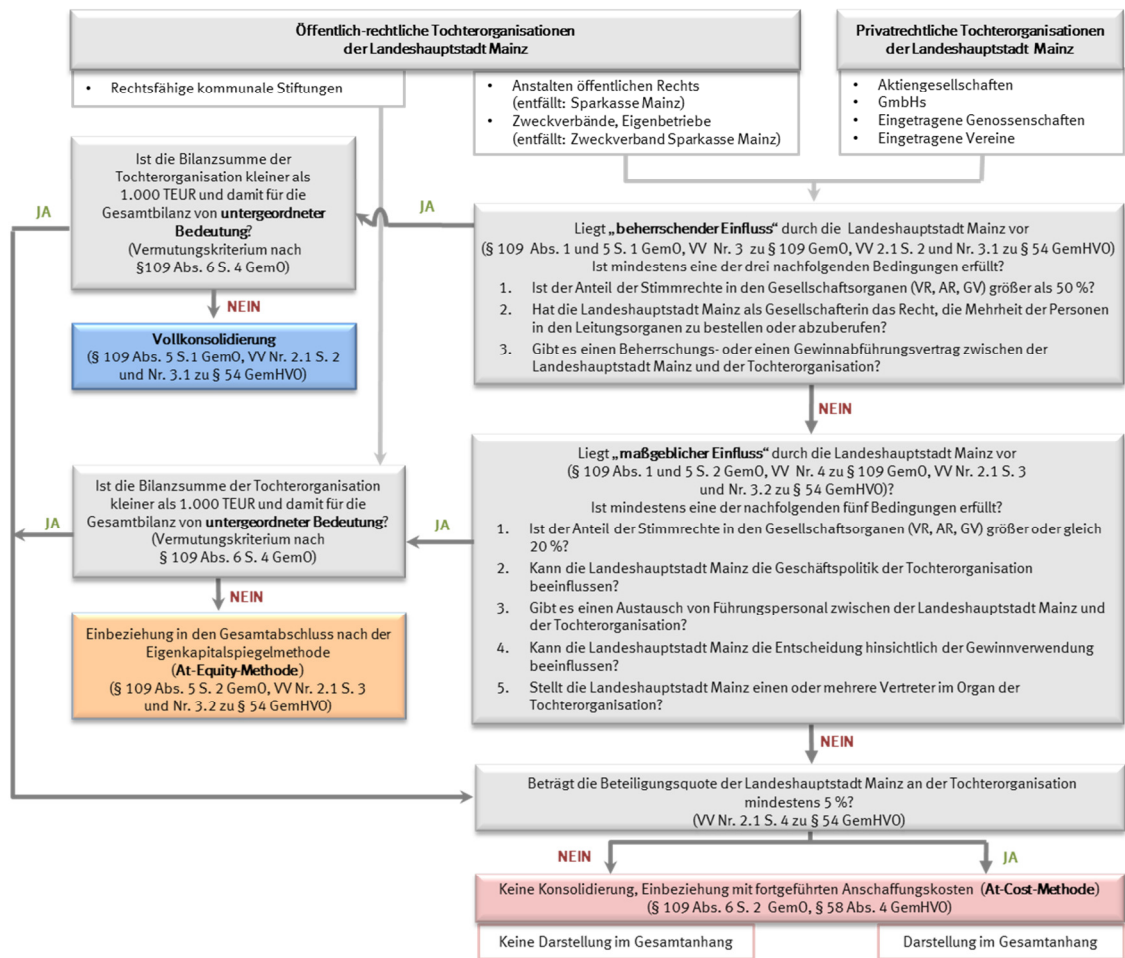 Öffentlich-rechtliche Tochterorganisationen
der Landeshauptstadt Mainz
Privatrechtliche Tochterorganisationen
der Landeshauptstadt Mainz
• Rechtsfähige kommunale Stiftungen
• Anstalten öffentlichen Rechts
(entfällt: Sparkasse Mainz)
• Zweckverbände, Eigenbetriebe
(entfällt: Zweckverband Sparkasse Mainz)
• Aktiengesellschaften
• GmbHs
• Eingetragene Genossenschaften
• Eingetragene Vereine
Ist die Bilanzsumme der
Tochterorganisation kleiner als
1.000 TEUR und damit für die
Gesamtbilanz von untergeordneter
Bedeutung?
(Vermutungskriterium nach
§109 Abs. 6 S. 4 GemO)
JA
JA
NEIN
Vollkonsolidierung
(§ 109 Abs. 5 S.1 GemO, VV Nr. 2.1 S. 2
und Nr. 3.1 zu § 54 GemHVO)
Liegt „beherrschender Einfluss“ durch die Landeshauptstadt Mainz vor
(§ 109 Abs. 1 und 5 S. 1 GemO, VV Nr. 3 zu § 109 GemO, VV 2.1 S. 2 und Nr. 3.1 zu § 54 GemHVO)
Ist mindestens eine der drei nachfolgenden Bedingungen erfüllt?
1. Ist der Anteil der Stimmrechte in den Gesellschaftsorganen (VR, AR, GV) größer als 50 %?
2. Hat die Landeshauptstadt Mainz als Gesellschafterin das Recht, die Mehrheit der Personen
in den Leitungsorganen zu bestellen oder abzuberufen?
3. Gibt es einen Beherrschungs- oder einen Gewinnabführungsvertrag zwischen der
Landeshauptstadt Mainz und der Tochterorganisation?
NEIN
Ist die Bilanzsumme der Tochterorganisation
kleiner als 1.000 TEUR und damit für die
Gesamtbilanz von untergeordneter Bedeutung?
(Vermutungskriterium nach
§ 109 Abs. 6 S. 4 GemO)
JA
JA
NEIN
Einbeziehung in den Gesamtabschluss nach der
Eigenkapitalspiegelmethode
(At-Equity-Methode)
(§ 109 Abs. 5 S. 2 GemO, VV Nr. 2.1 S. 3
und Nr. 3.2 zu § 54 GemHVO)
Liegt „maßgeblicher Einfluss“ durch die Landeshauptstadt Mainz vor
(§ 109 Abs. 1 und 5 S. 2 GemO, VV Nr. 4 zu § 109 GemO, VV Nr. 2.1 S. 3
und Nr. 3.2 zu § 54 GemHVO)?
Ist mindestens eine der nachfolgenden fünf Bedingungen erfüllt?
1. Ist der Anteil der Stimmrechte in den Gesellschaftsorganen (VR, AR, GV) größer oder gleich
20 %?
2. Kann die Landeshauptstadt Mainz die Geschäftspolitik der Tochterorganisation
beeinflussen?
3. Gibt es einen Austausch von Führungspersonal zwischen der Landeshauptstadt Mainz und
der Tochterorganisation?
4. Kann die Landeshauptstadt Mainz die Entscheidung hinsichtlich der Gewinnverwendung
beeinflussen?
5. Stellt die Landeshauptstadt Mainz einen oder mehrere Vertreter im Organ der
Tochterorganisation?
NEIN
Beträgt die Beteiligungsquote der Landeshauptstadt Mainz an der Tochterorganisation
mindestens 5 %?
(VV Nr. 2.1 S. 4 zu § 54 GemHVO)
NEIN
JA
Keine Konsolidierung, Einbeziehung mit fortgeführten Anschaffungskosten (At-Cost-Methode)
(§ 109 Abs. 6 S. 2 GemO, § 58 Abs. 4 GemHVO)
Keine Darstellung im Gesamtanhang
Darstellung im Gesamtanhang